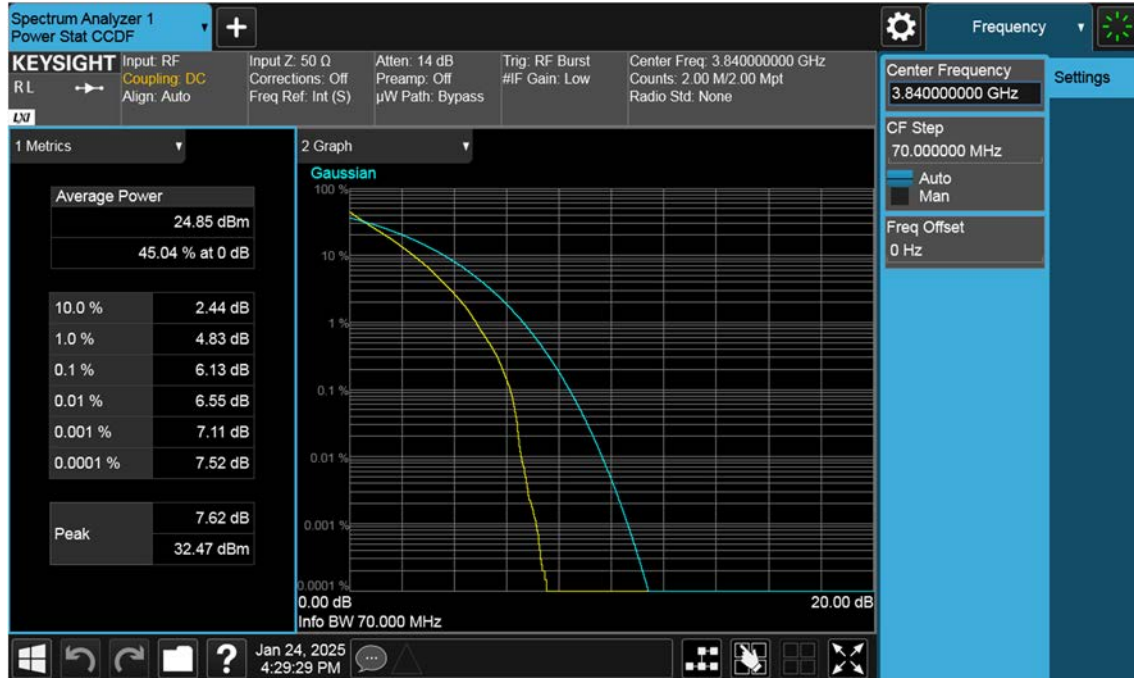 Spectrum Analyzer 1
Power Stat CCDF
Frequency
KEYSIGHT
R L
LXI
Input: RF
Coupling: DC
Align: Auto
Input Z: 50 Ω
Corrections: Off
Freq Ref: Int (S)
Atten: 14 dB
Preamp: Off
µW Path: Bypass
Trig: RF Burst
#IF Gain: Low
Center Freq: 3.840000000 GHz
Counts: 2.00 M/2.00 Mpt
Radio Std: None
Center Frequency
3.840000000 GHz
Settings
CF Step
70.000000 MHz
Auto
Man
Freq Offset
0 Hz
1 Metrics
Average Power
24.85 dBm
45.04 % at 0 dB
10.0 % 2.44 dB
1.0 % 4.83 dB
0.1 % 6.13 dB
0.01 % 6.55 dB
0.001 % 7.11 dB
0.0001 % 7.52 dB
Peak
7.62 dB
32.47 dBm
2 Graph
Gaussian
100 %
10 %
1 %
0.1 %
0.01 %
0.001 %
0.0001 %
0.00 dB 20.00 dB
Info BW 70.000 MHz
?
Jan 24, 2025
4:29:29 PM